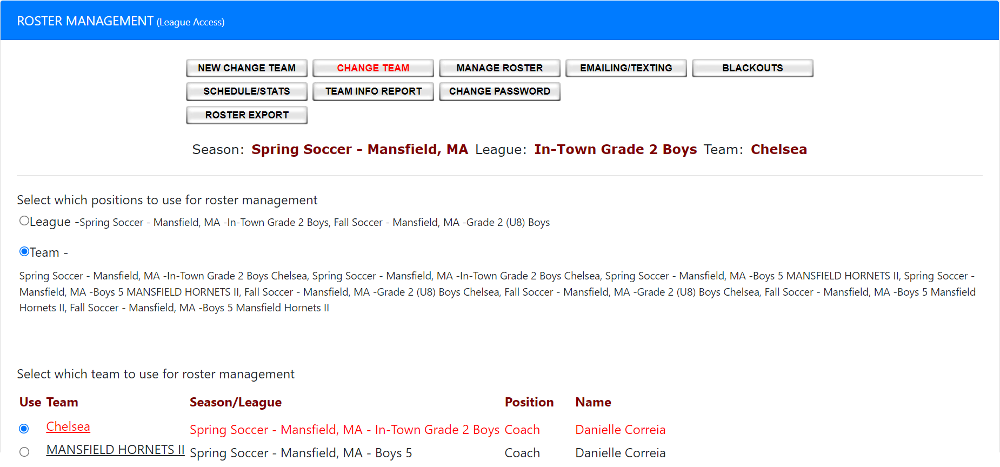 ROSTER MANAGEMENT (League Access)
NEW CHANGE TEAM CHANGE TEAM MANAGE ROSTER EMAILING/TEXTING BLACKOUTS
SCHEDULE/STATS TEAM INFO REPORT CHANGE PASSWORD
ROSTER EXPORT
Season: Spring Soccer - Mansfield, MA League: In-Town Grade 2 Boys Team: Chelsea
Select which positions to use for roster management
League -Spring Soccer - Mansfield, MA -In-Town Grade 2 Boys, Fall Soccer - Mansfield, MA -Grade 2 (U8) Boys
Team -
Spring Soccer - Mansfield, MA -In-Town Grade 2 Boys Chelsea, Spring Soccer - Mansfield, MA -In-Town Grade 2 Boys Chelsea, Spring Soccer - Mansfield, MA -Boys 5 MANSFIELD HORNETS II, Spring Soccer -
Mansfield, MA -Boys 5 MANSFIELD HORNETS II, Fall Soccer - Mansfield, MA -Grade 2 (U8) Boys Chelsea, Fall Soccer - Mansfield, MA -Grade 2 (U8) Boys Chelsea, Fall Soccer - Mansfield, MA -Boys 5 Mansfield
Hornets II, Fall Soccer - Mansfield, MA -Boys 5 Mansfield Hornets II
Select which team to use for roster management
Use Team Season/League Position Name
Chelsea Spring Soccer - Mansfield, MA - In-Town Grade 2 Boys Coach Danielle Correia
MANSFIELD HORNETS II Spring Soccer - Mansfield, MA - Boys 5 Coach Danielle Correia